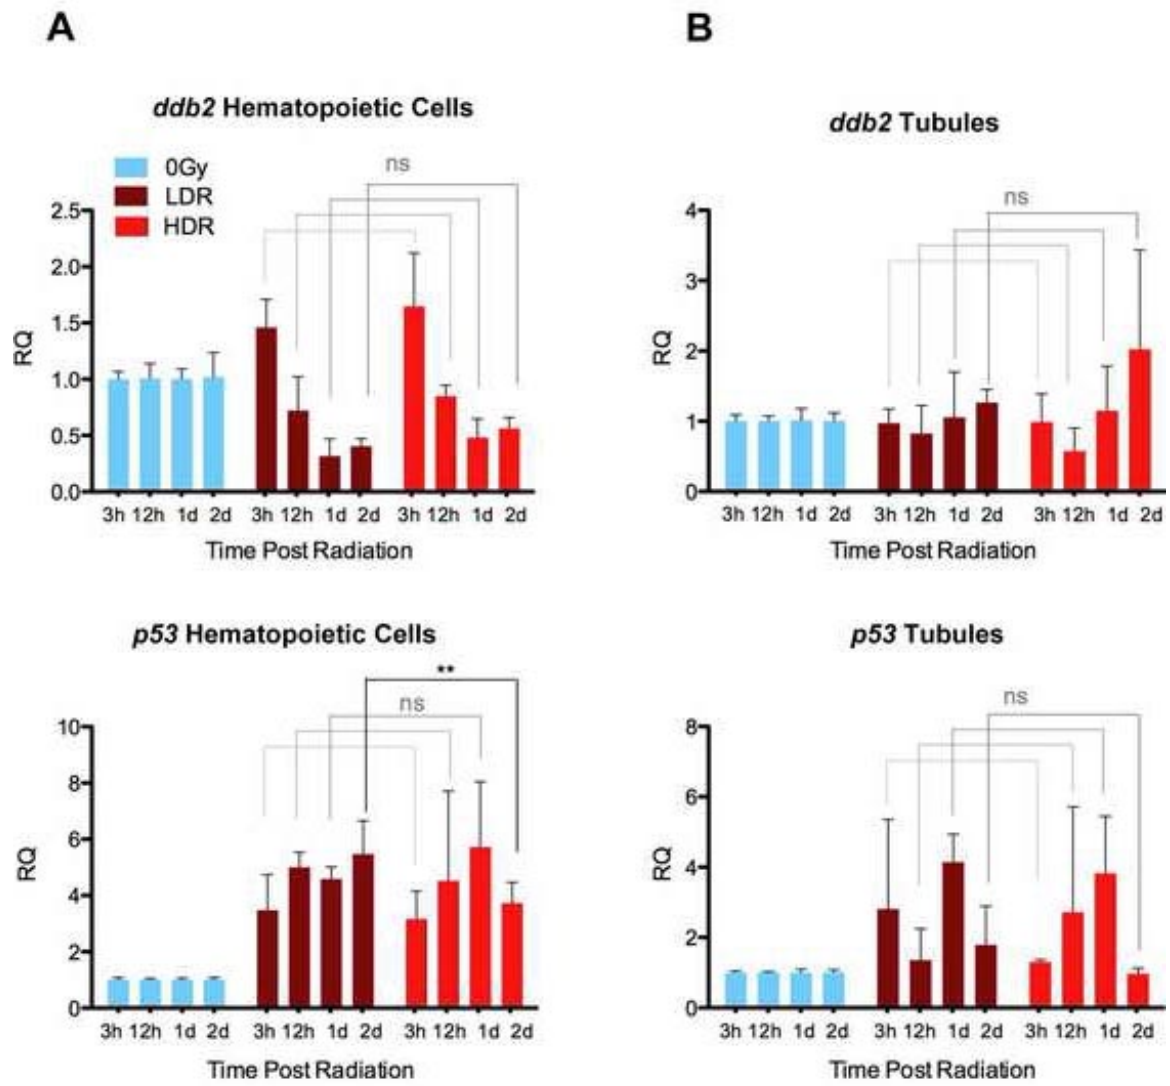 A
B
ddb2 Hematopoietic Cells
0Gy
LDR
HDR
ns
2.5
2.0
1.5
1.0
0.5
0.0
RQ
3h 12h 1d 2d 3h 12h 1d 2d 3h 12h 1d 2d
Time Post Radiation
ddb2 Tubules
ns
4
3
2
1
0
RQ
3h 12h 1d 2d 3h 12h 1d 2d 3h 12h 1d 2d
Time Post Radiation
p53 Hematopoietic Cells
**
ns
10
8
6
4
2
0
RQ
3h 12h 1d 2d 3h 12h 1d 2d 3h 12h 1d 2d
Time Post Radiation
p53 Tubules
ns
8
6
4
2
0
RQ
3h 12h 1d 2d 3h 12h 1d 2d 3h 12h 1d 2d
Time Post Radiation